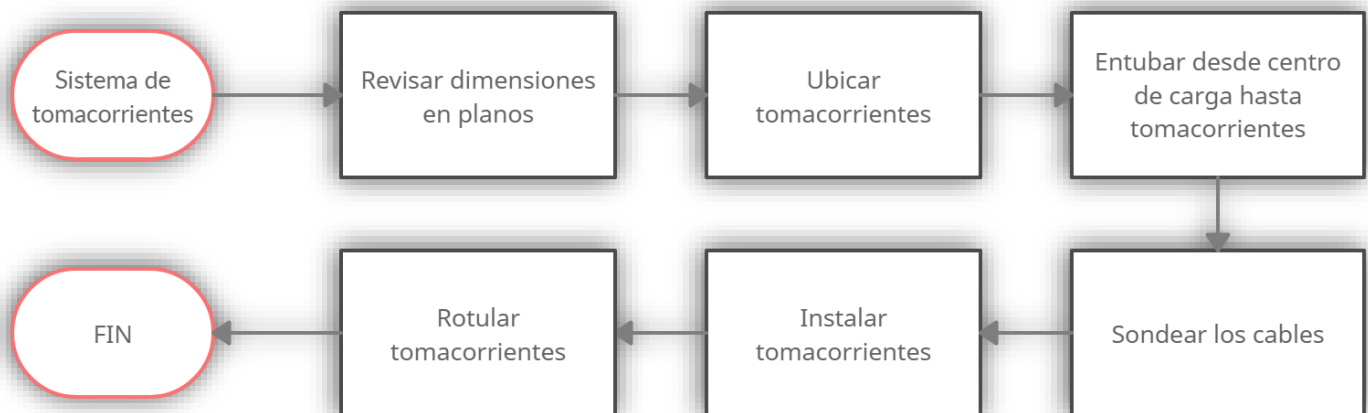 Sistema de
tomacorrientes
Revisar dimensiones
en planos
Ubicar
tomacorrientes
Entubar desde centro
de carga hasta
tomacorrientes
Sondear los cables
Instalar
tomacorrientes
Rotular
tomacorrientes
FIN